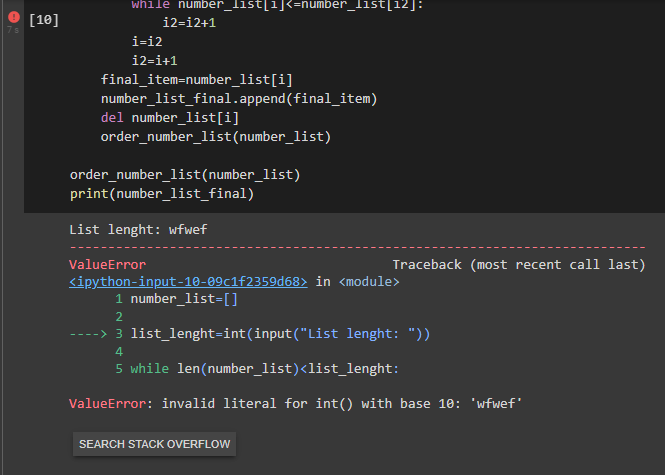 while number_list[i]<=number_list[i2]:
[10] i2=i2+1
7s
i=i2
i2=i+1
final_item=number_list[i]
number_list_final.append(final_item)
del number_list[i]
order_number_list(number_list)
order_number_list(number_list)
print(number_list_final)
List lenght: wfwef
---------------------------------------------------------------------------
ValueError Traceback (most recent call last)
<ipython-input-10-09c1f2359d68> in <module>
1 number_list=[]
2
----> 3 list_lenght=int(input("List lenght: "))
4
5 while len(number_list)<list_lenght:
ValueError: invalid literal for int() with base 10: 'wfwef'
SEARCH STACK OVERFLOW